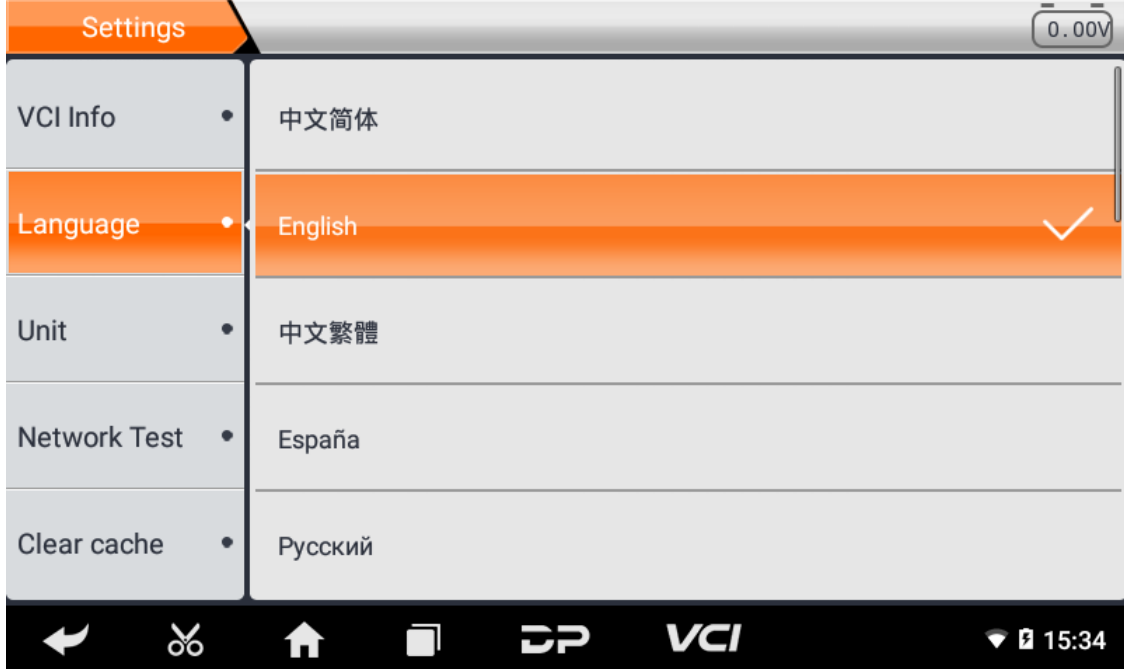 Settings
0.00V
VCI Info
Language
Unit
Network Test
Clear cache
中文简体
English
中文繁體
España
Русский
DP
VCI
15:34